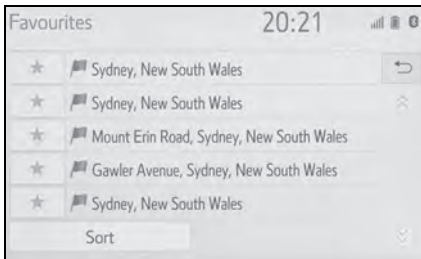 Favourites 20:21
Sydney, New South Wales
Sydney, New South Wales
Mount Erin Road, Sydney, New South Wales
Gawler Avenue, Sydney, New South Wales
Sydney, New South Wales
Sort